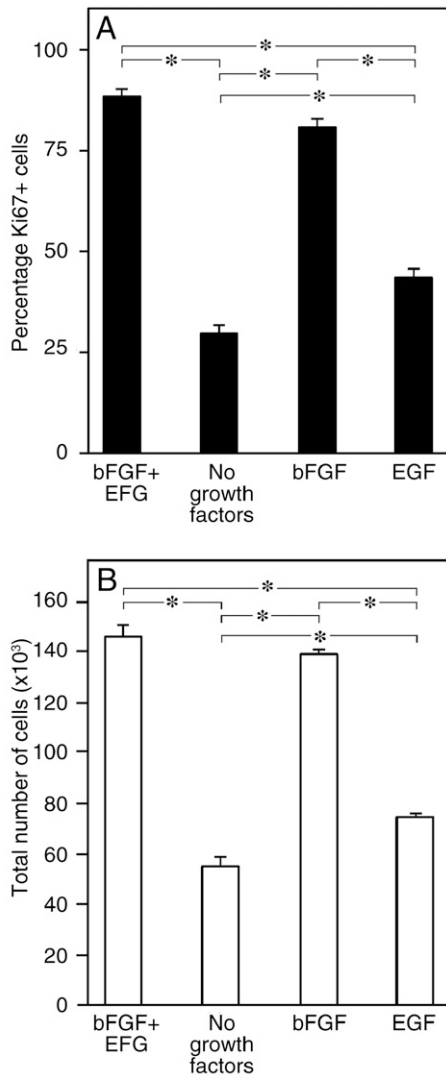 A
100
75
50
25
0
Percentage Ki67+ cells
* 
* * *
*
bFGF+
EFG
No
growth
factors
bFGF
EGF
B
160
140
120
100
80
60
40
20
0
Total number of cells (x10³)
*
* * *
*
bFGF+
EFG
No
growth
factors
bFGF
EGF